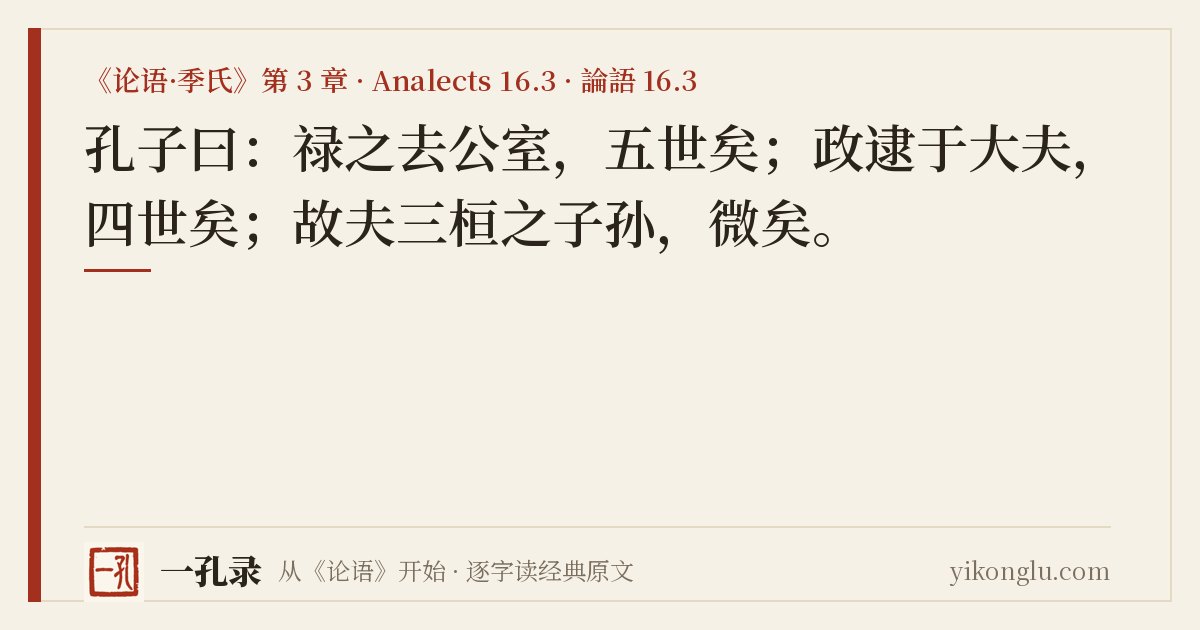 《论语·季氏》第 3 章 · Analects 16.3 · 論語 16.3
孔子曰：禄之去公室，五世矣；政逮于大夫，
四世矣；故夫三桓之子孙，微矣。
一孔
一孔录 从《论语》开始 · 逐字读经典原文 yikonglu.com